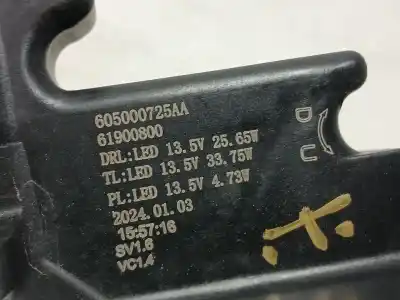 605000725AA
61900800
DRL:LED 13.5V 25.65W
TL:LED 13.5V 33.75W
PL:LED 13.5V 4.73W
2024.01.03
15:57:16
SV1.6
VC1.4
D U